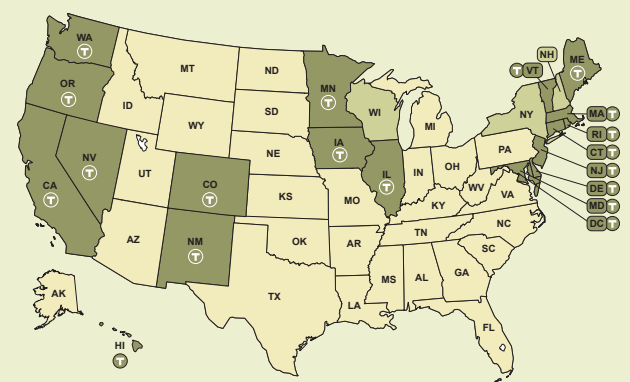 WA
T
OR
T
CA
T
NV
T
ID
MT
WY
UT
AZ
CO
T
NM
T
ND
SD
NE
KS
OK
TX
MN
T
IA
T
MO
AR
LA
WI
IL
T
MI
IN
OH
KY
TN
MS
AL
GA
FL
SC
NC
VA
WV
PA
NY
T VT
NH
ME
T
MA T
RI T
CT T
NJ T
DE T
MD T
DC T
AK
HI
T